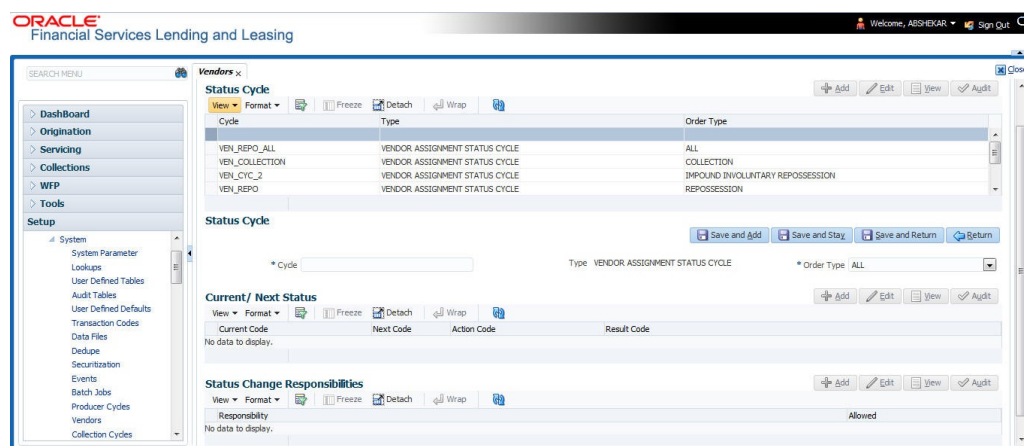 ORACLE®
Financial Services Lending and Leasing
Welcome, ABSHEKAR Sign Out
Close
SEARCH MENU
DashBoard
Origination
Servicing
Collections
WFP
Tools
Setup
System
System Parameter
Lookups
User Defined Tables
Audit Tables
User Defined Defaults
Transaction Codes
Data Files
Dedupe
Securitization
Events
Batch Jobs
Producer Cycles
Vendors
Collection Cycles
Vendors x
Status Cycle
Add Edit View Audit
View Format Freeze Detach Wrap
Cycle Type Order Type
VEN_REPO_ALL VENDOR ASSIGNMENT STATUS CYCLE ALL
VEN_COLLECTION VENDOR ASSIGNMENT STATUS CYCLE COLLECTION
VEN_CYC_2 VENDOR ASSIGNMENT STATUS CYCLE IMPOUND INVOLUNTARY REPOSSESSION
VEN_REPO VENDOR ASSIGNMENT STATUS CYCLE REPOSSESSION
Status Cycle
Save and Add Save and Stay Save and Return Return
* Cycle Type VENDOR ASSIGNMENT STATUS CYCLE * Order Type ALL
Current/ Next Status
Add Edit View Audit
View Format Freeze Detach Wrap
Current Code Next Code Action Code Result Code
No data to display.
Status Change Responsibilities
Add Edit View Audit
View Format Freeze Detach Wrap
Responsibility Allowed
No data to display.